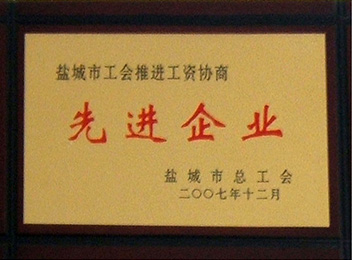 盐城市工会推进工资协商
先进企业
盐城市总工会
二〇〇七年十二月